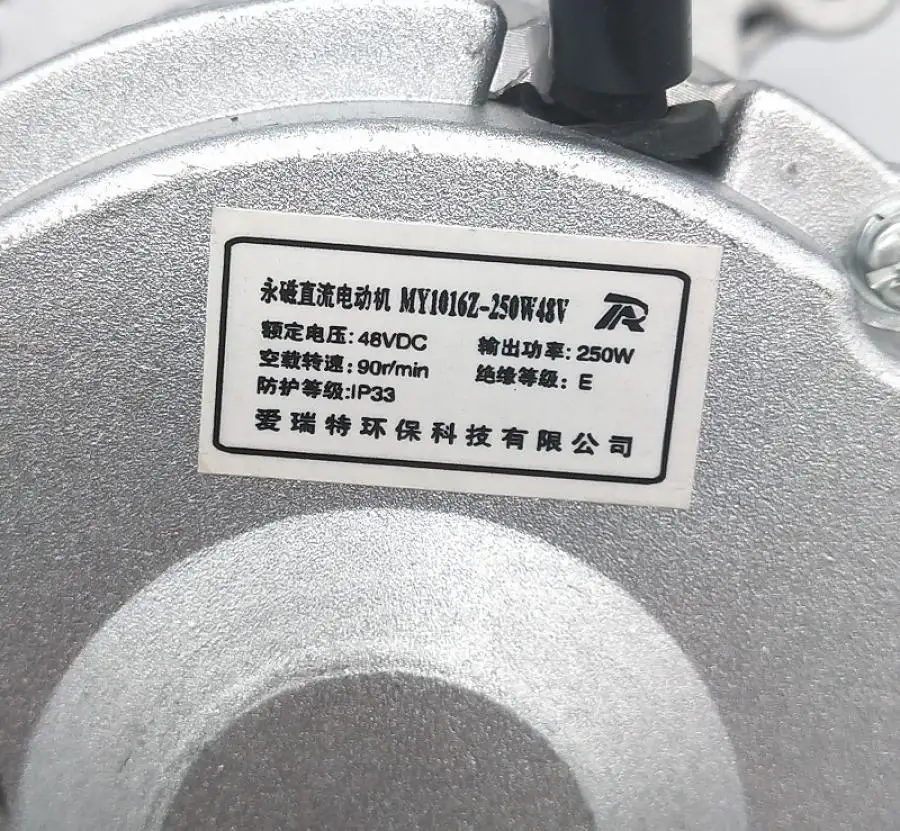 永磁直流电动机 MY1016Z-250W48V
额定电压:48VDC 输出功率:250W
空载转速:90r/min 绝缘等级:E
防护等级:IP33
爱瑞特环保科技有限公司